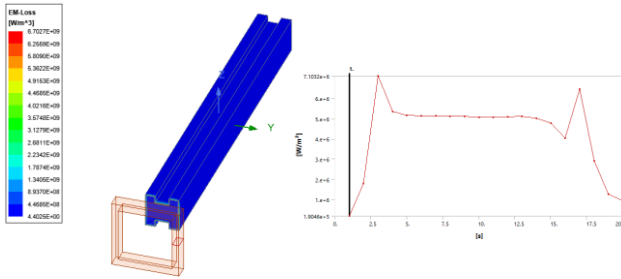 EM-Loss
[W/m^3]
6.7027E+09
6.2568E+09
5.8090E+09
5.3622E+09
4.9153E+09
4.4685E+09
4.0216E+09
3.5748E+09
3.1279E+09
2.6811E+09
2.2342E+09
1.7874E+09
1.3405E+09
8.9370E+08
4.4685E+08
4.4025E+00
Z
Y
1.
7.1032e+6
6.e+6
5.e+6
4.e+6
3.e+6
2.e+6
1.8046e+5
[W/m³]
0.
2.5
5.
7.5
10.
12.5
15.
17.5
20.
[s]